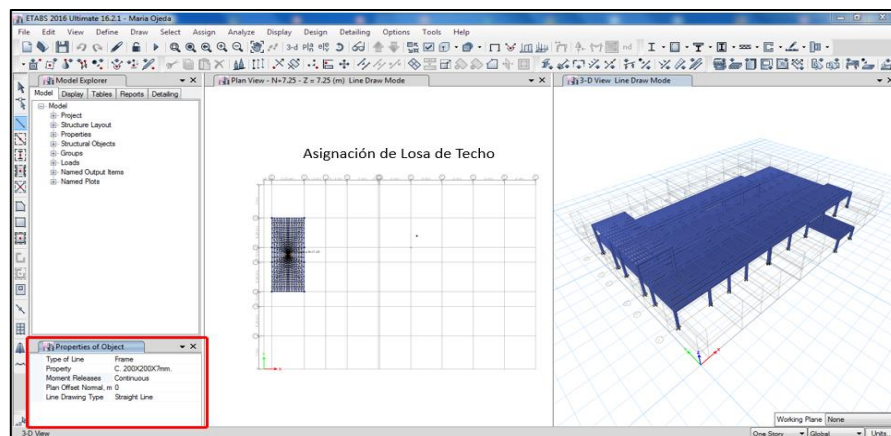 ETABS 2016 Ultimate 16.2.1 - Maria Ojeda
File Edit View Define Draw Select Assign Analyze Display Design Detailing Options Tools Help
3-d
nd
Model Explorer
Model Display Tables Reports Detailing
Model
Project
Structure Layout
Properties
Structural Objects
Groups
Loads
Named Output Items
Named Plots
Plan View - N+7.25 - Z = 7.25 (m) Line Draw Mode
Asignación de Losa de Techo
3-D View Line Draw Mode
Properties of Object
Type of Line Frame
Property C. 200X200X7mm.
Moment Releases Continuous
Plan Offset Normal, m 0
Line Drawing Type Straight Line
Working Plane None
3-D View
One Story Global Units